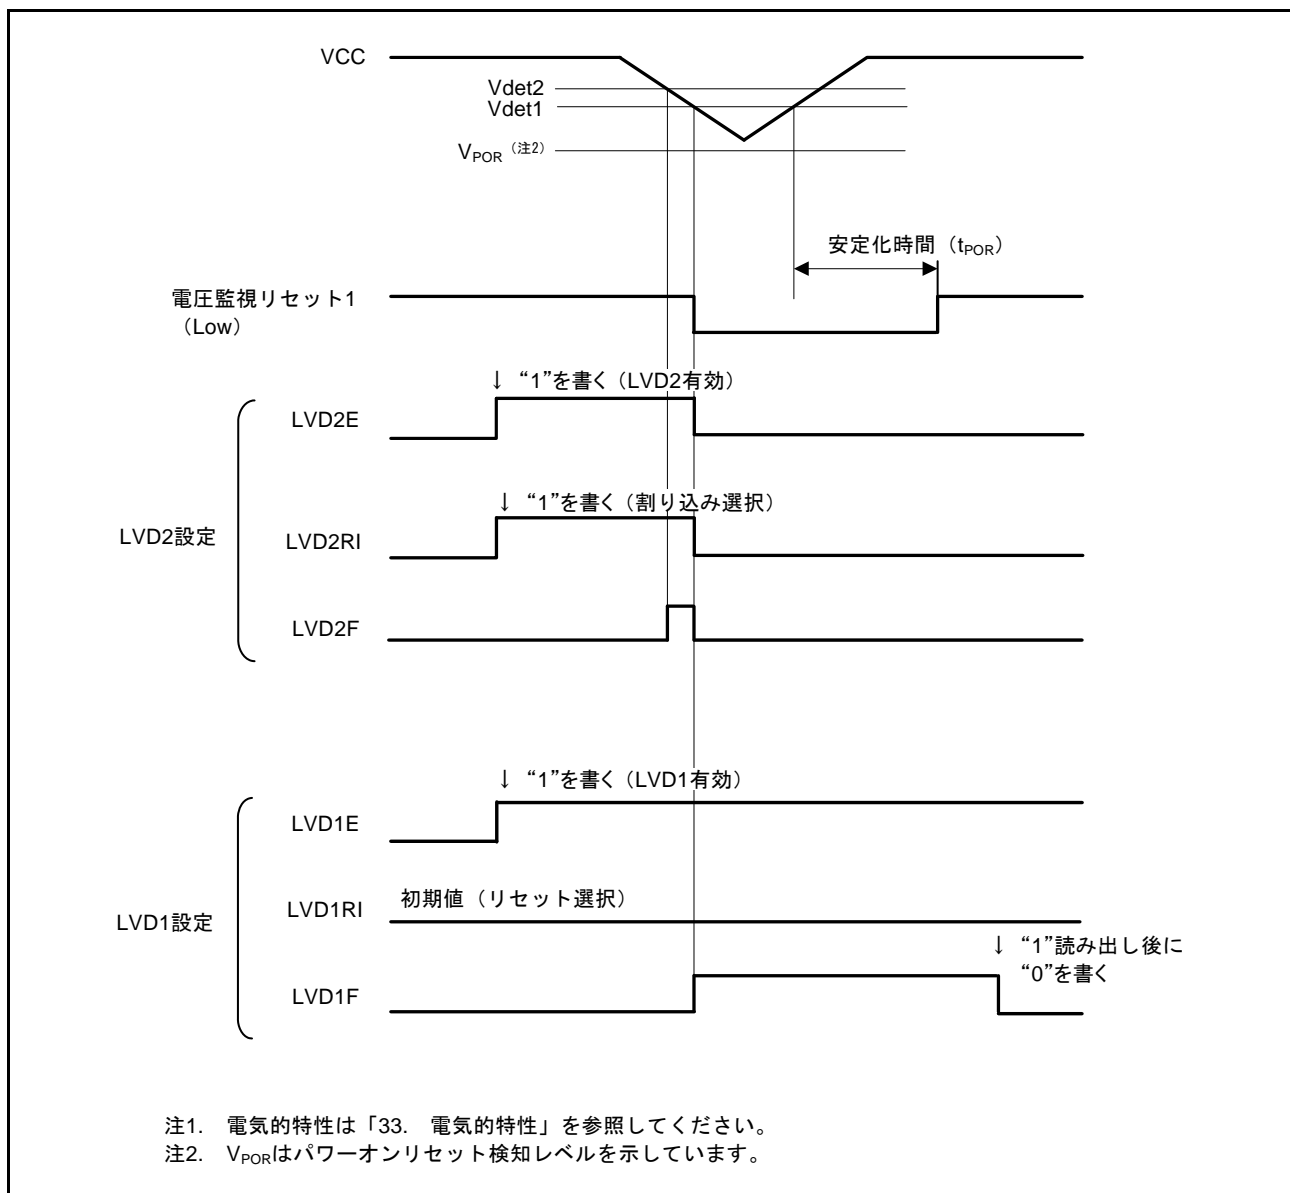 VCC
Vdet2
Vdet1
VPOR（注2）
安定化時間（tPOR）
電圧監視リセット1
（Low）
↓ “1”を書く（LVD2有効）
LVD2E
↓ “1”を書く（割り込み選択）
LVD2設定
LVD2RI
LVD2F
↓ “1”を書く（LVD1有効）
LVD1E
初期値（リセット選択）
LVD1RI
LVD1設定
↓ “1”読み出し後に
“0”を書く
LVD1F
注1. 電気的特性は「33. 電気的特性」を参照してください。
注2. VPORはパワーオンリセット検知レベルを示しています。